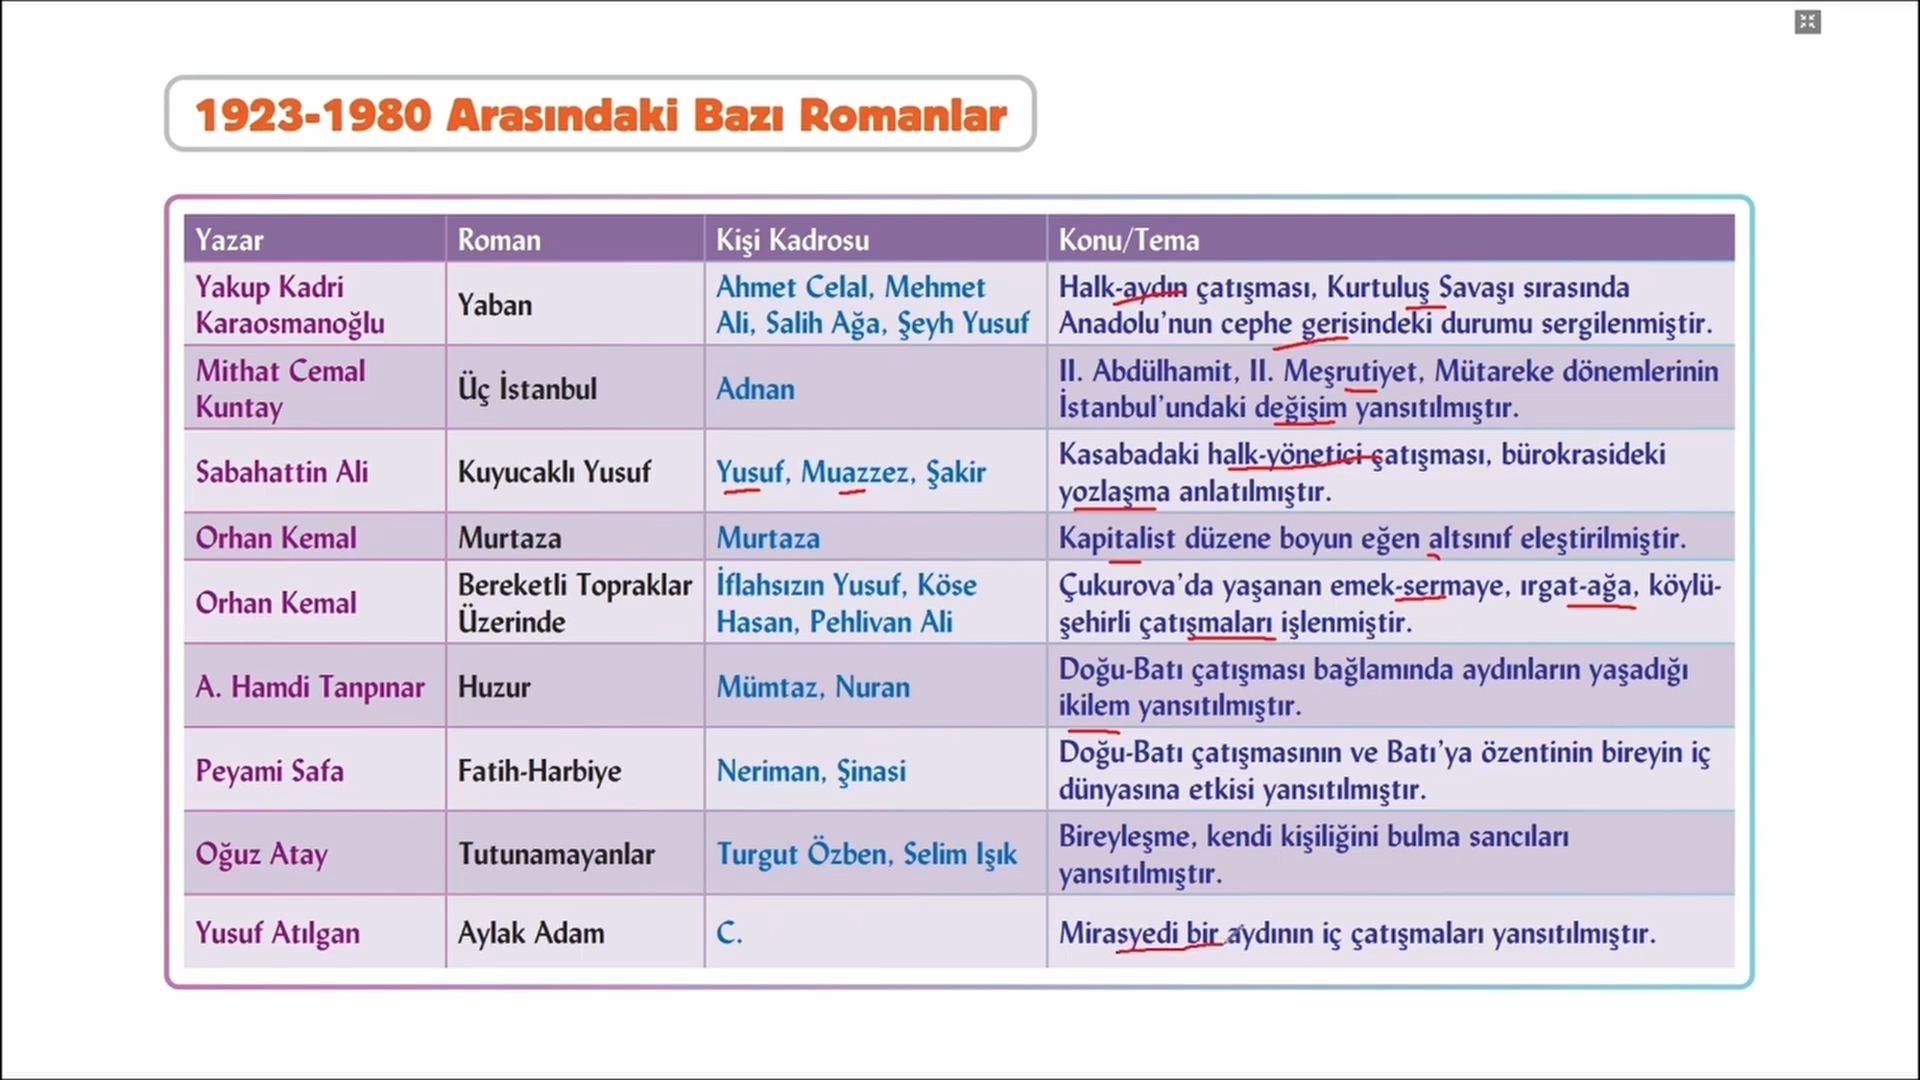 1923-1980 Arasındaki Bazı Romanlar
Yazar
Roman
Kişi Kadrosu
Konu/Tema
Yakup Kadri
Karaosmanoğlu
Yaban
Ahmet Celal, Mehmet
Ali, Salih Ağa, Şeyh Yusuf
Halk-aydın çatışması, Kurtuluş Savaşı sırasında
Anadolu'nun cephe gerisindeki durumu sergilenmiştir.
Mithat Cemal
Kuntay
Üç İstanbul
Adnan
II. Abdülhamit, II. Meşrutiyet, Mütareke dönemlerinin
İstanbul'undaki değişim yansıtılmıştır.
Sabahattin Ali
Kuyucaklı Yusuf
Yusuf, Muazzez, Şakir
Kasabadaki halk-yönetici çatışması, bürokrasideki
yozlaşma anlatılmıştır.
Orhan Kemal
Murtaza
Murtaza
Kapitalist düzene boyun eğen altsınıf eleştirilmiştir.
Orhan Kemal
Bereketli Topraklar
Üzerinde
İflahsızın Yusuf, Köse
Hasan, Pehlivan Ali
Çukurova'da yaşanan emek-sermaye, ırgat-ağa, köylü-
şehirli çatışmaları işlenmiştir.
A. Hamdi Tanpınar
Huzur
Mümtaz, Nuran
Doğu-Batı çatışması bağlamında aydınların yaşadığı
ikilem yansıtılmıştır.
Peyami Safa
Fatih-Harbiye
Neriman, Şinasi
Doğu-Batı çatışmasının ve Batı'ya özentinin bireyin iç
dünyasına etkisi yansıtılmıştır.
Oğuz Atay
Tutunamayanlar
Turgut Özben, Selim Işık
Bireyleşme, kendi kişiliğini bulma sancıları
yansıtılmıştır.
Yusuf Atılgan
Aylak Adam
C.
Mirasyedi bir aydının iç çatışmaları yansıtılmıştır.